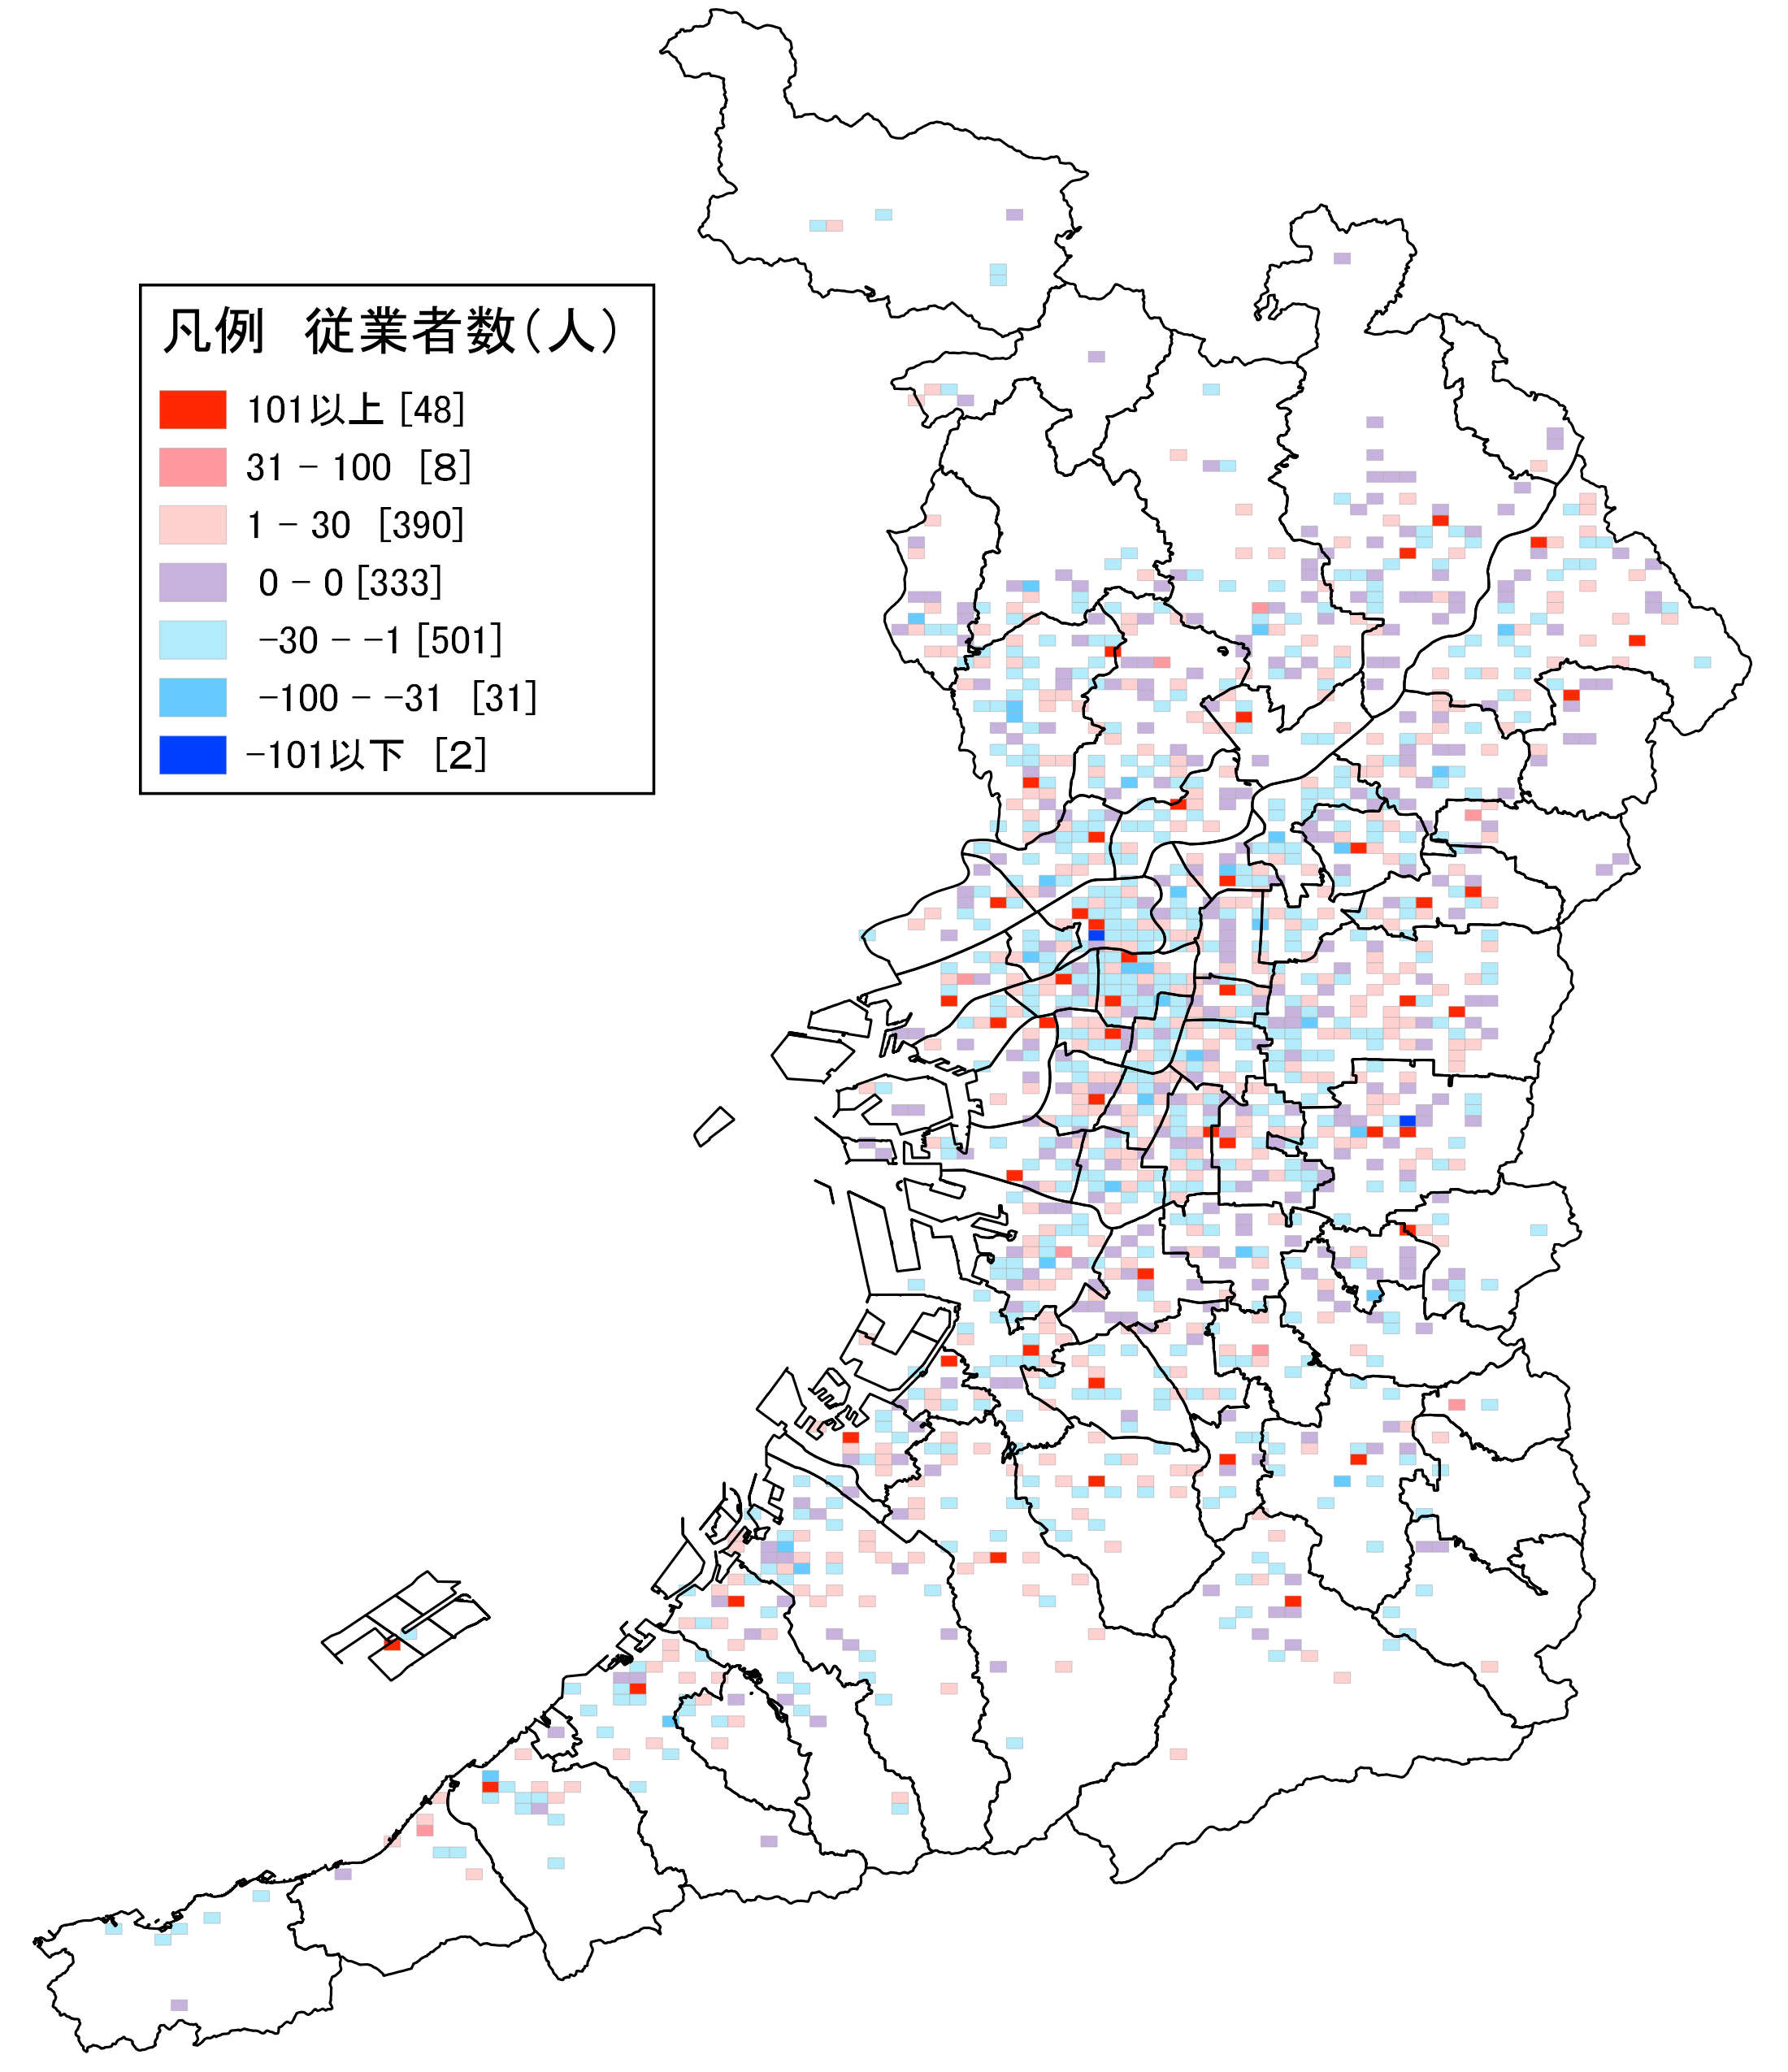 凡例　従業者数(人)
101以上 [48]
31 － 100 [8]
1 － 30 [390]
0 － 0 [333]
－30 － －1 [501]
－100 － －31 [31]
－101以下 [2]